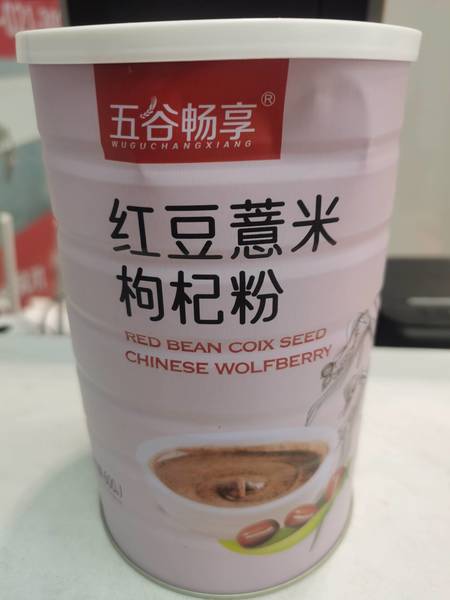 五谷畅享®
WUGUCHANGXIANG
红豆薏米
枸杞粉
RED BEAN COIX SEED
CHINESE WOLFBERRY